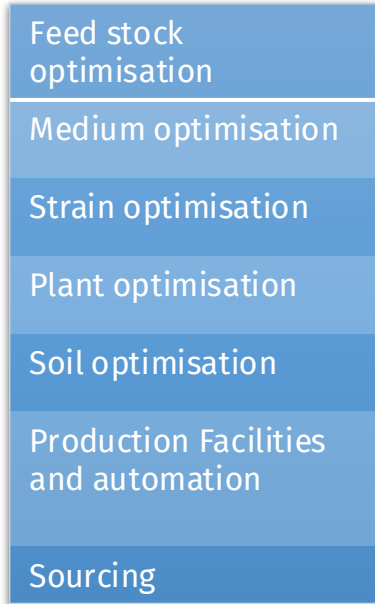 Feed stock
optimisation
Medium optimisation
Strain optimisation
Plant optimisation
Soil optimisation
Production Facilities
and automation
Sourcing